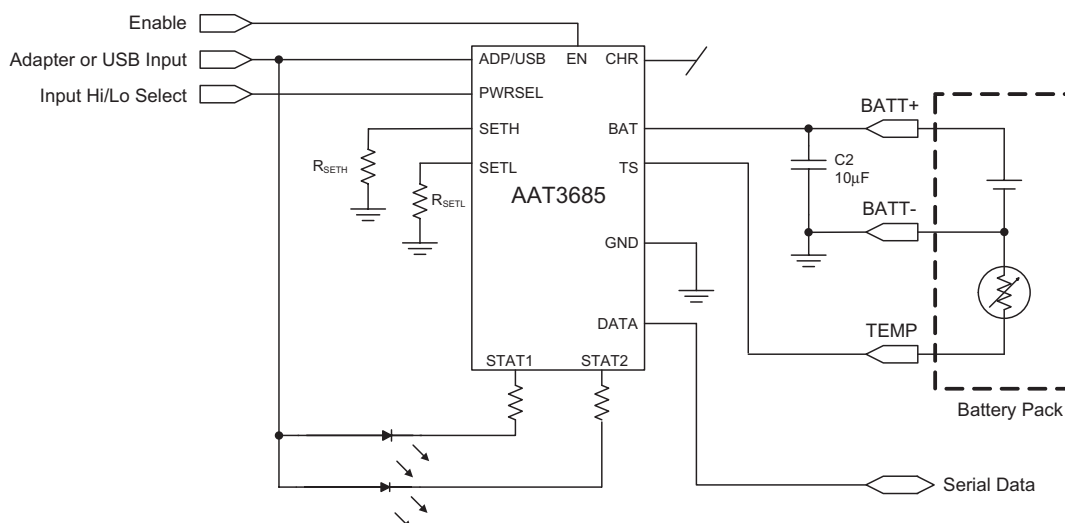 Enable
Adapter or USB Input
Input Hi/Lo Select
ADP/USB
EN
CHR
PWRSEL
SETH
BAT
SETL
TS
AAT3685
GND
DATA
STAT1
STAT2
RSETH
RSETL
C2
10μF
BATT+
BATT-
TEMP
Battery Pack
Serial Data